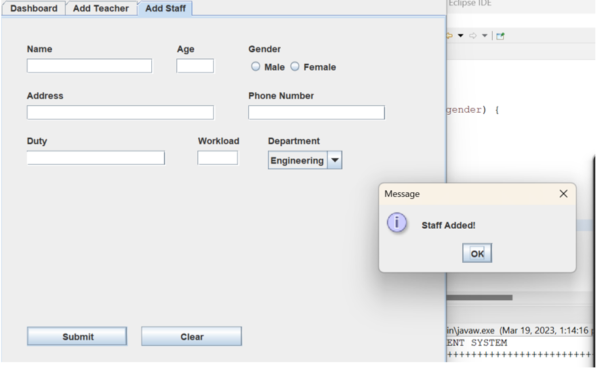 Dashboard Add Teacher Add Staff
Eclipse IDE
Name Age Gender
Male Female
Address Phone Number
gender) {
Duty Workload Department
Engineering
Message
Staff Added!
OK
Submit Clear
in\javaw.exe (Mar 19, 2023, 1:14:16
ENT SYSTEM
++++++++++++++++++++++++